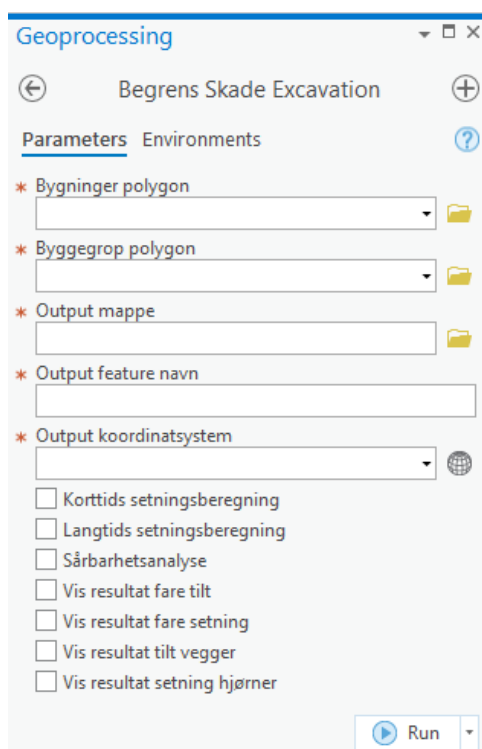 Geoprocessing
Begrens Skade Excavation
Parameters Environments
* Bygninger polygon
* Byggegrop polygon
* Output mappe
* Output feature navn
* Output koordinatsystem
Korttids setningsberegning
Langtids setningsberegning
Sårbarhetsanalyse
Vis resultat fare tilt
Vis resultat fare setning
Vis resultat tilt vegger
Vis resultat setning hjørner
Run